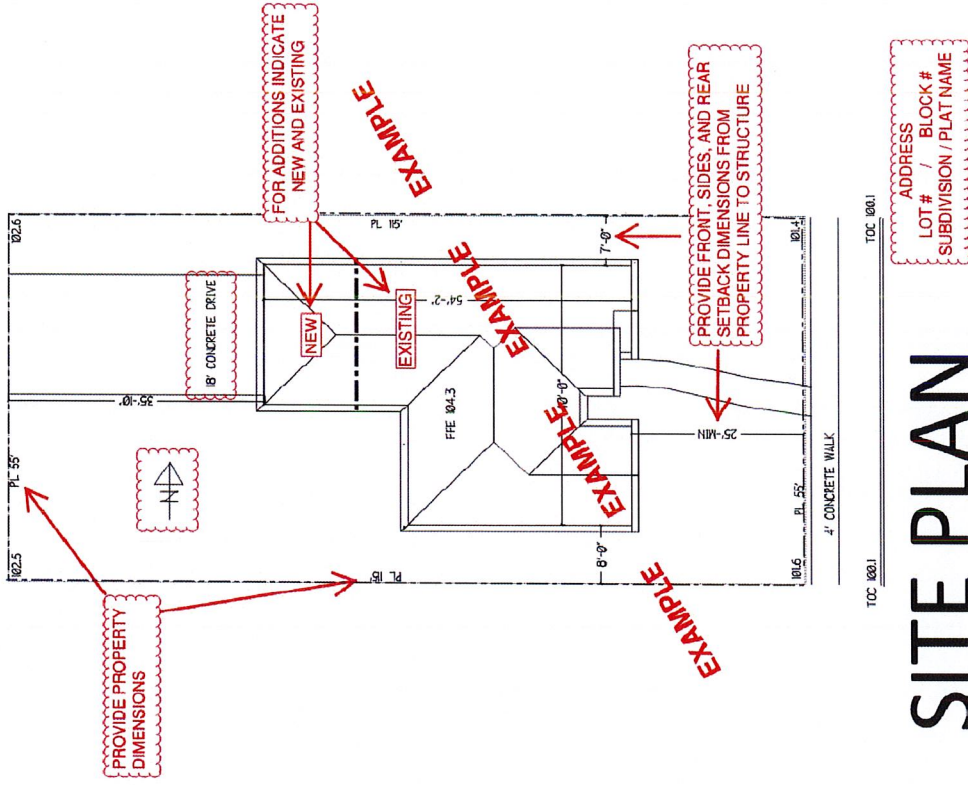 102.5
PL 55'
102.6
PROVIDE PROPERTY
DIMENSIONS
N
35'-10"
18' CONCRETE DRIVE
FOR ADDITIONS INDICATE
NEW AND EXISTING
NEW
EXISTING
EXAMPLE
PL 115'
PL 115'
54'-2"
FFE 104.3
EXAMPLE
EXAMPLE
8'-0"
7'-0"
EXAMPLE
25'-MIN
PROVIDE FRONT, SIDES, AND REAR
SETBACK DIMENSIONS FROM
PROPERTY LINE TO STRUCTURE
101.6
PL 55'
101.4
4' CONCRETE WALK
TOC 100.1
TOC 100.1
SITE PLAN
ADDRESS
LOT # / BLOCK #
SUBDIVISION / PLAT NAME